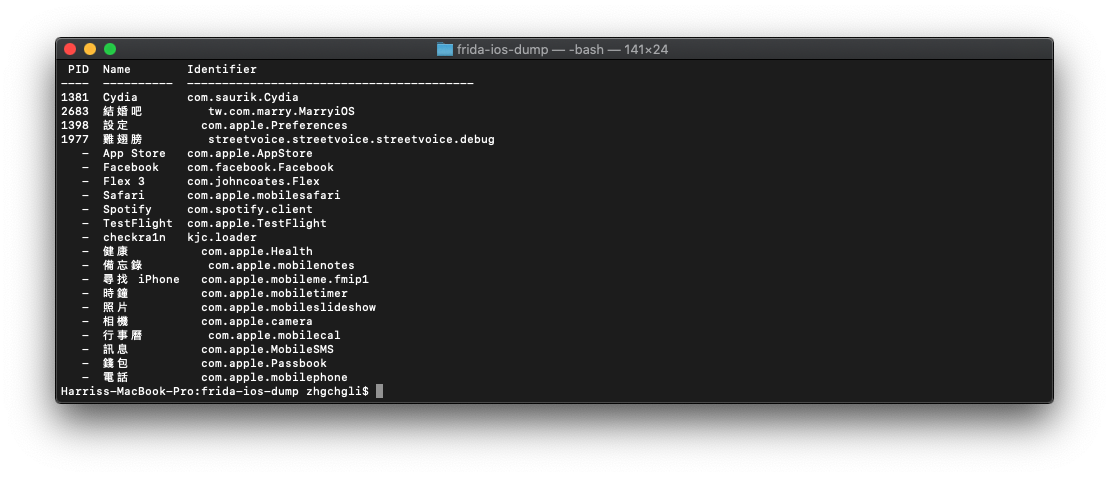 frida-ios-dump — -bash — 141×24
PID Name Identifier
---- ---------- -----------------------------------------
1381 Cydia com.saurik.Cydia
2683 結婚吧 tw.com.marry.MarryiOS
1398 設定 com.apple.Preferences
1977 雞翅膀 streetvoice.streetvoice.streetvoice.debug
- App Store com.apple.AppStore
- Facebook com.facebook.Facebook
- Flex 3 com.johncoates.Flex
- Safari com.apple.mobilesafari
- Spotify com.spotify.client
- TestFlight com.apple.TestFlight
- checkra1n kjc.loader
- 健康 com.apple.Health
- 備忘錄 com.apple.mobilenotes
- 尋找 iPhone com.apple.mobileme.fmip1
- 時鐘 com.apple.mobiletimer
- 照片 com.apple.mobileslideshow
- 相機 com.apple.camera
- 行事曆 com.apple.mobilecal
- 訊息 com.apple.MobileSMS
- 錢包 com.apple.Passbook
- 電話 com.apple.mobilephone
Harriss-MacBook-Pro:frida-ios-dump zhgchgli$